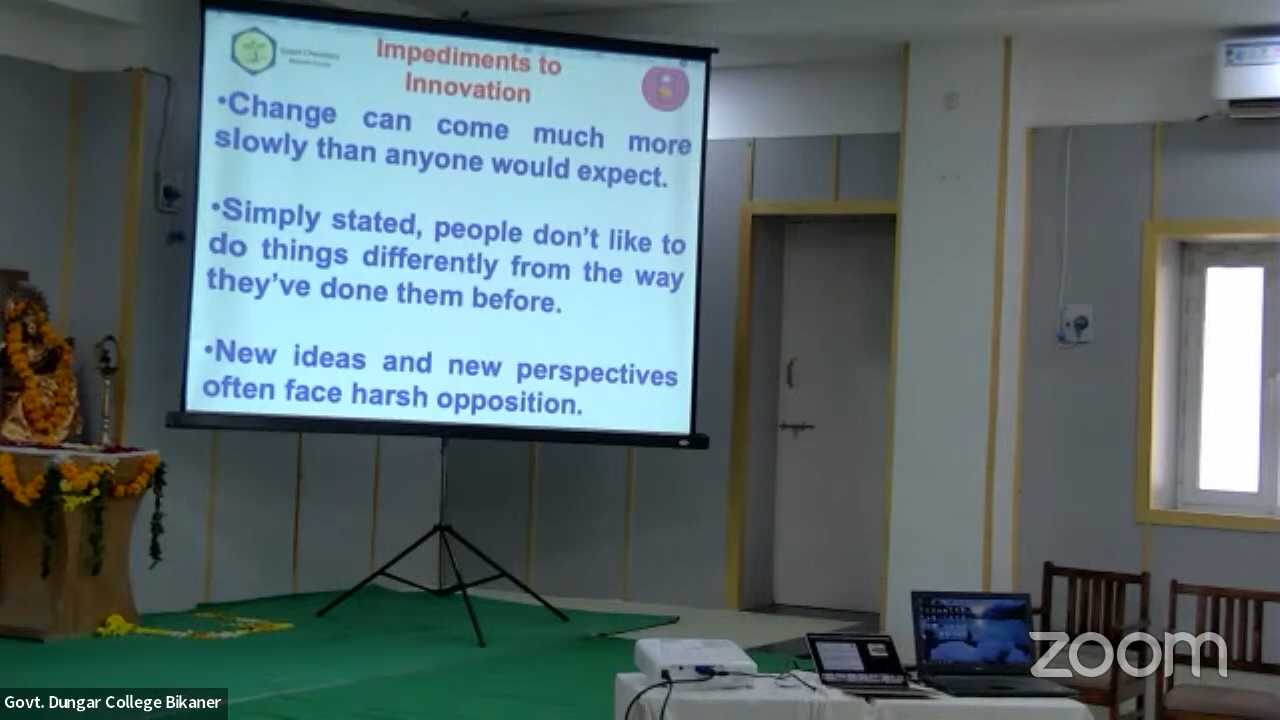 Impediments to
Innovation
•Change can come much more
slowly than anyone would expect.
•Simply stated, people don't like to
do things differently from the way
they've done them before.
•New ideas and new perspectives
often face harsh opposition.
zoom
Govt. Dungar College Bikaner